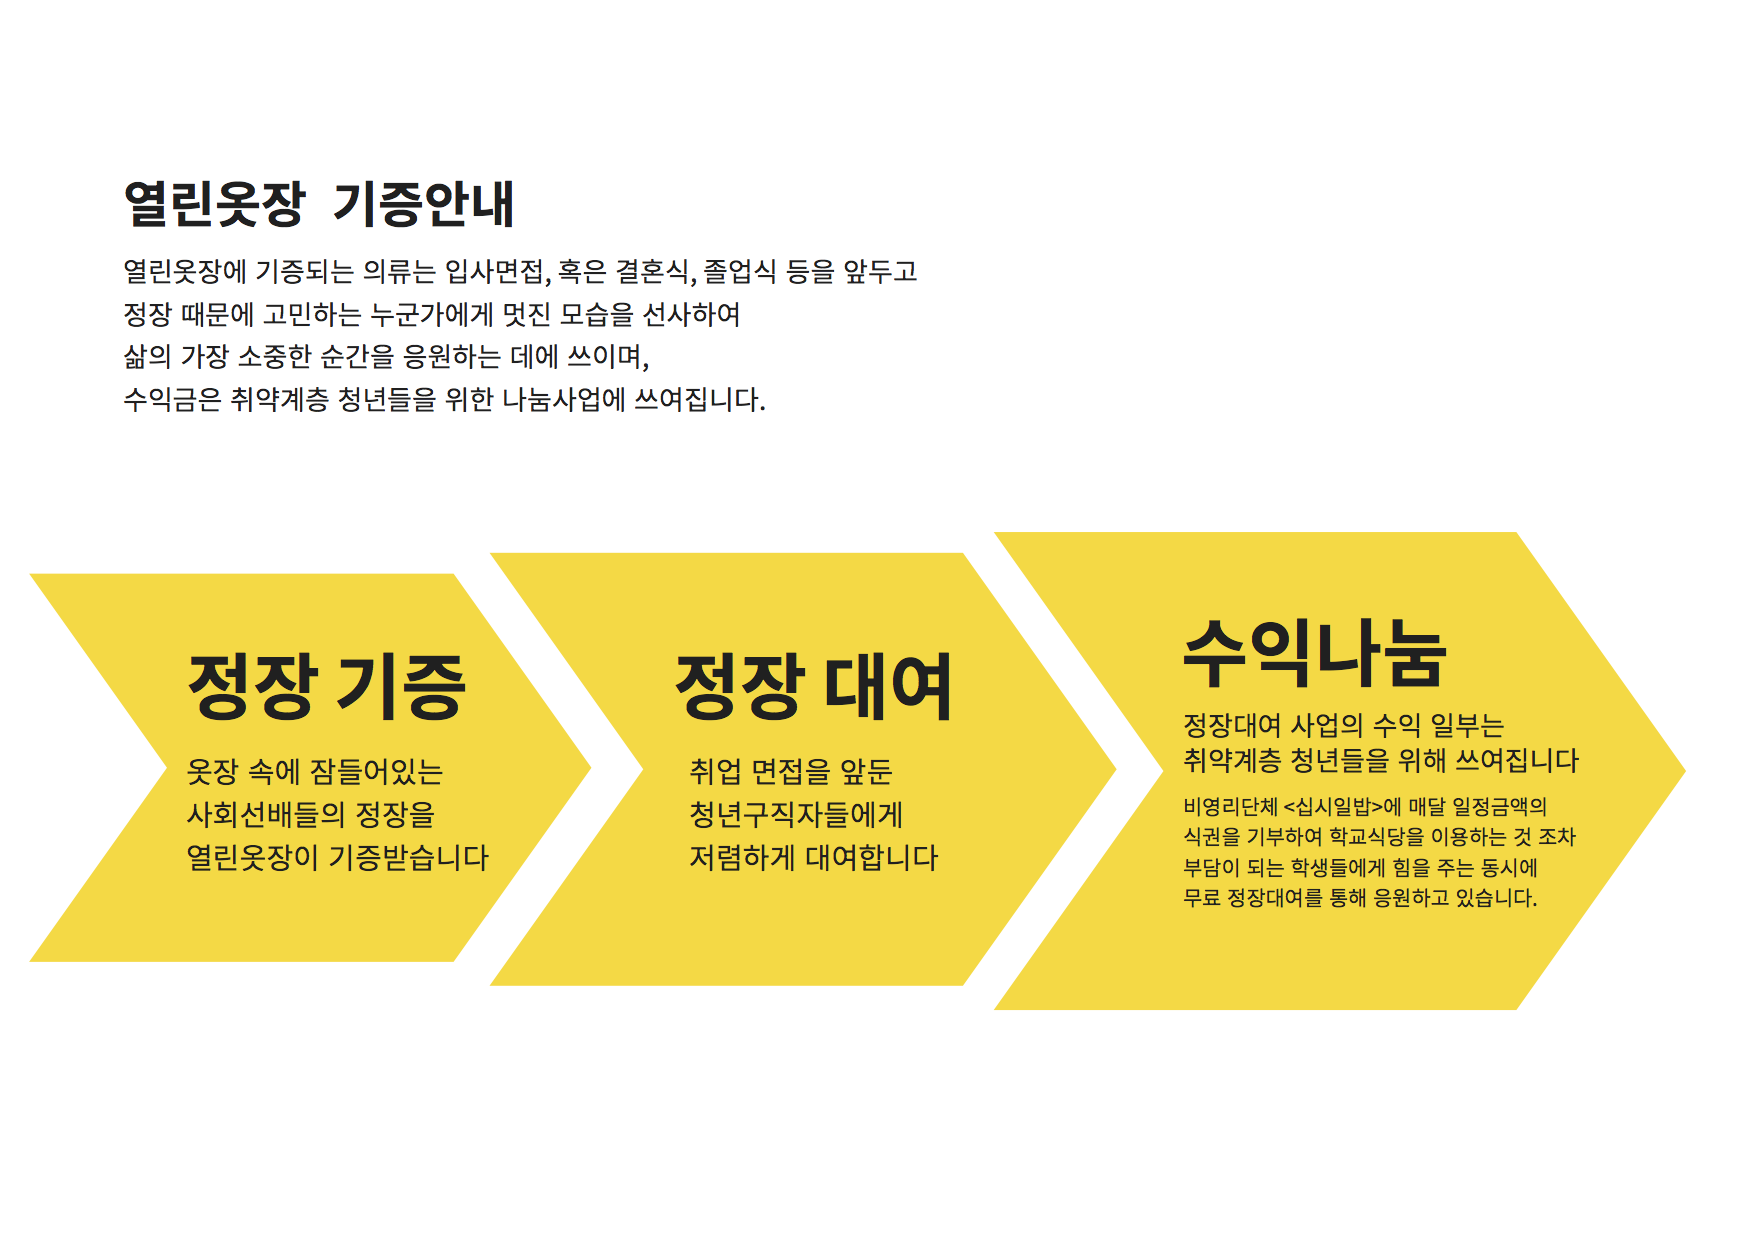 열린옷장 기증안내
열린옷장에 기증되는 의류는 입사면접, 혹은 결혼식, 졸업식 등을 앞두고
정장 때문에 고민하는 누군가에게 멋진 모습을 선사하여
삶의 가장 소중한 순간을 응원하는 데에 쓰이며,
수익금은 취약계층 청년들을 위한 나눔사업에 쓰여집니다.
정장 기증
옷장 속에 잠들어있는
사회선배들의 정장을
열린옷장이 기증받습니다
정장 대여
취업 면접을 앞둔
청년구직자들에게
저렴하게 대여합니다
수익나눔
정장대여 사업의 수익 일부는
취약계층 청년들을 위해 쓰여집니다
비영리단체 <십시일밥>에 매달 일정금액의
식권을 기부하여 학교식당을 이용하는 것 조차
부담이 되는 학생들에게 힘을 주는 동시에
무료 정장대여를 통해 응원하고 있습니다.